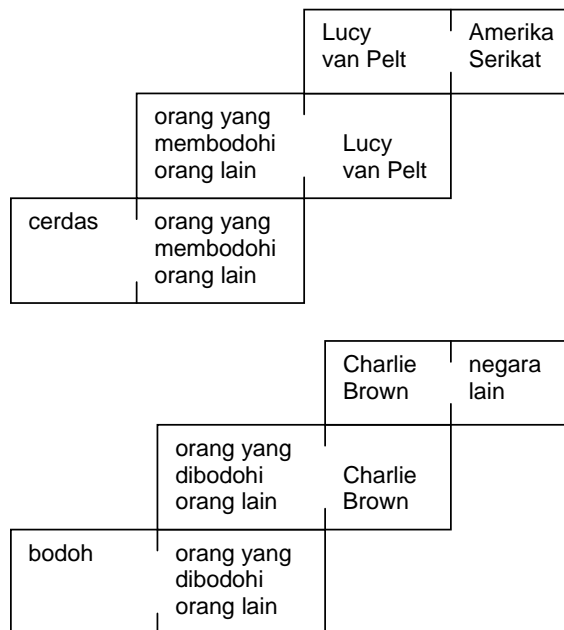 Lucy
van Pelt
Amerika
Serikat
orang yang
membodohi
orang lain
Lucy
van Pelt
cerdas
orang yang
membodohi
orang lain
Charlie
Brown
negara
lain
orang yang
dibodohi
orang lain
Charlie
Brown
bodoh
orang yang
dibodohi
orang lain